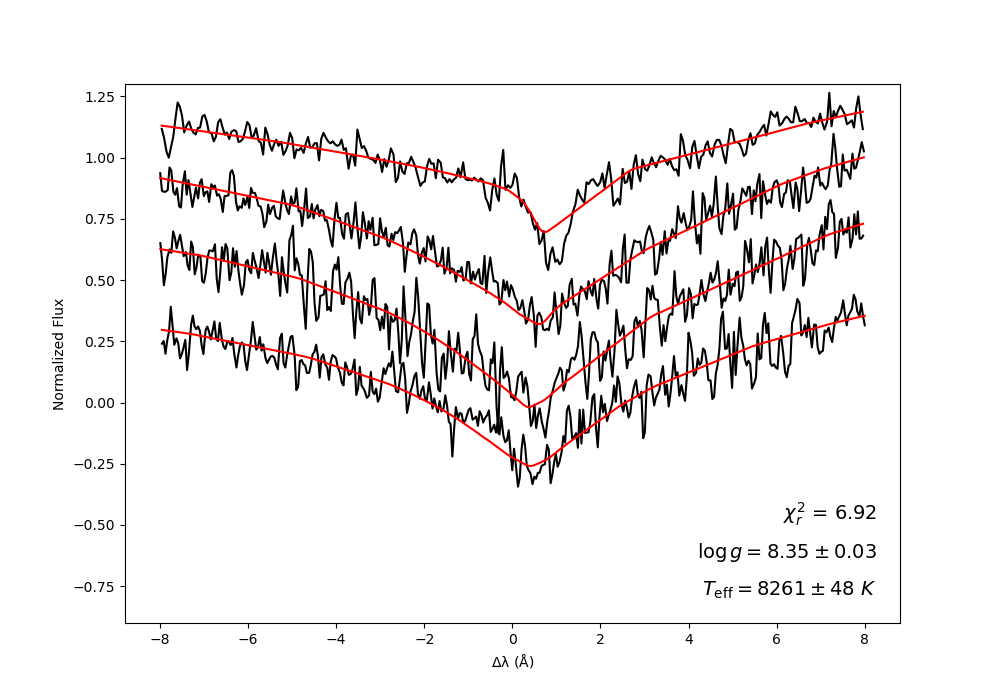 1.25
1.00
0.75
0.50
0.25
0.00
−0.25
−0.50
−0.75
Normalized Flux
χ²ᵣ = 6.92
log g = 8.35 ± 0.03
T_eff = 8261 ± 48 K
−8 −6 −4 −2 0 2 4 6 8
Δλ (Å)